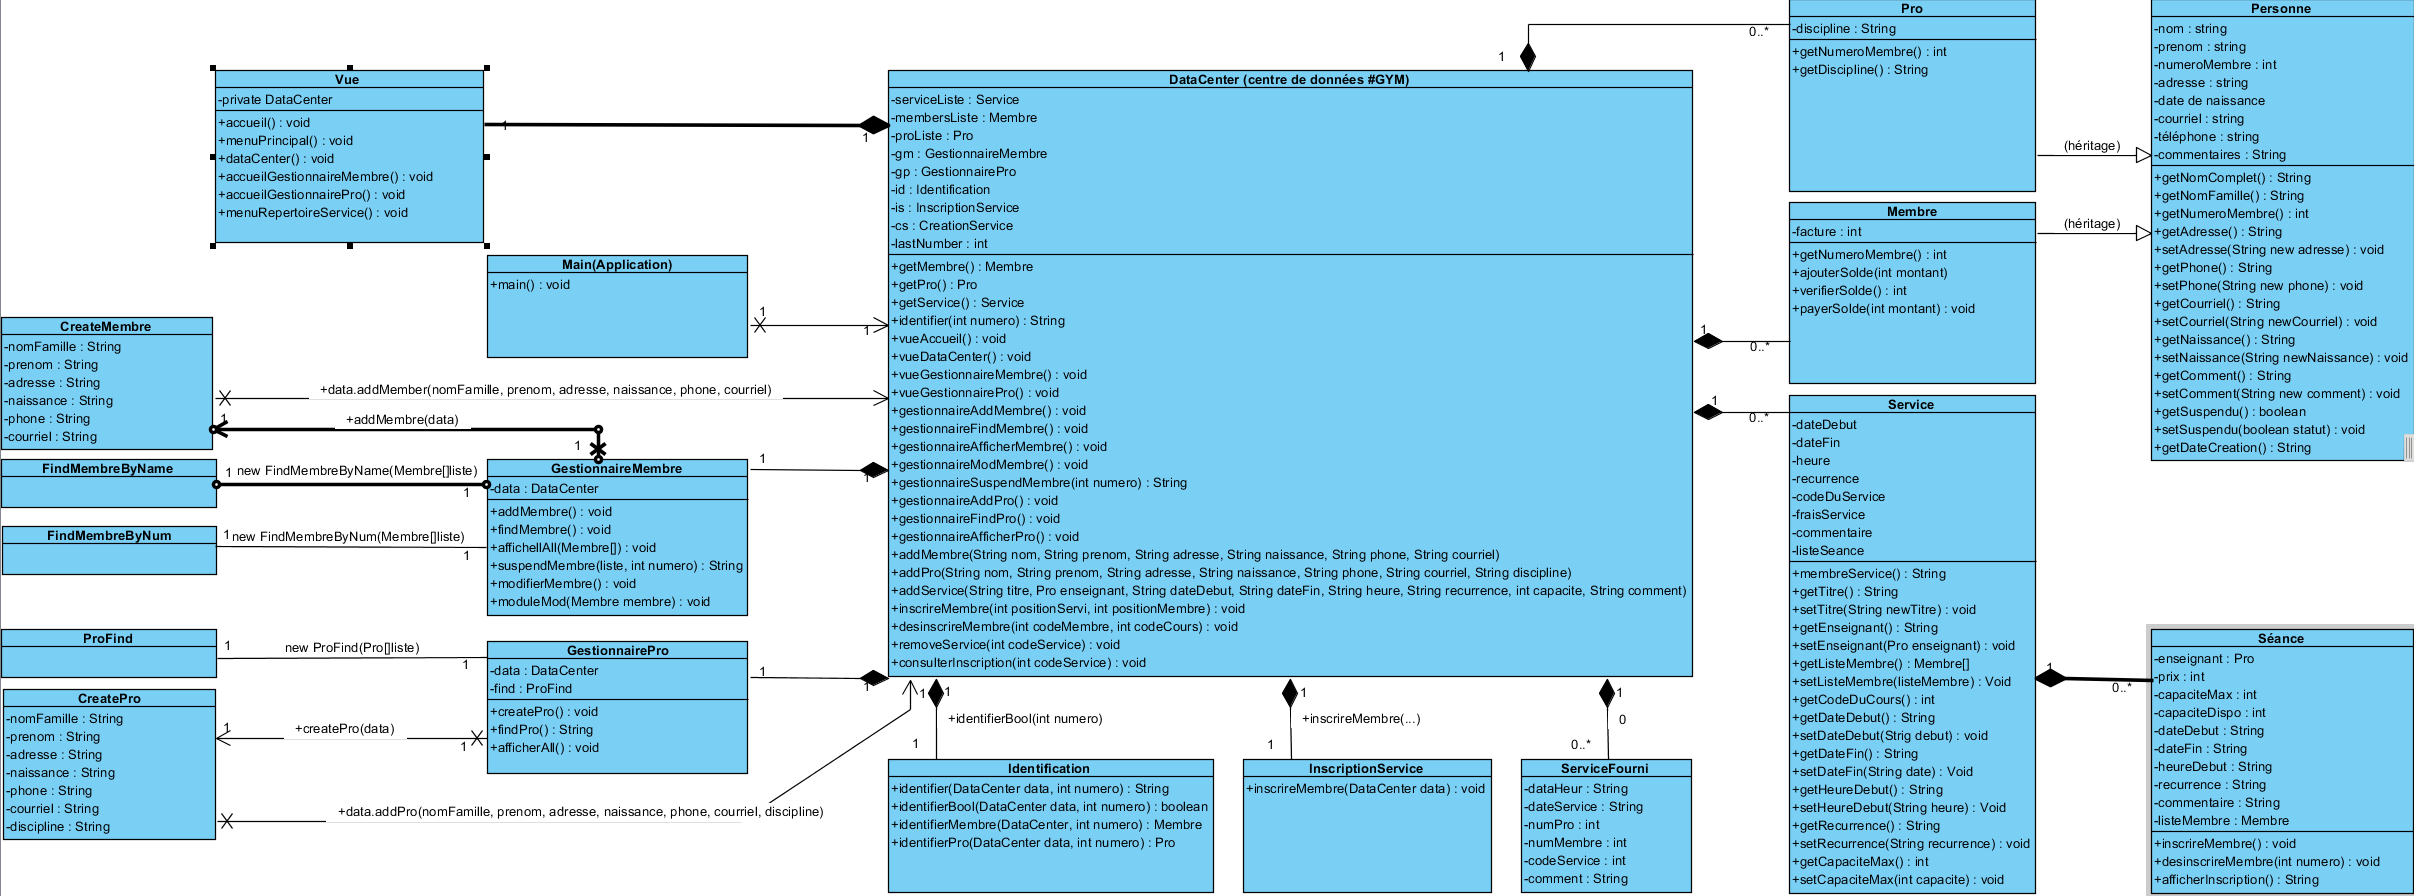 Vue
-private DataCenter
+accueil() : void
+menuPrincipal() : void
+dataCenter() : void
+accueilGestionnaireMembre() : void
+accueilGestionnairePro() : void
+menuRepertoireService() : void
1
1
Main(Application)
+main() : void
1
1
CreateMembre
-nomFamille : String
-prenom : String
-adresse : String
-naissance : String
-phone : String
-courriel : String
+data.addMember(nomFamille, prenom, adresse, naissance, phone, courriel)
+addMembre(data)
1
1
FindMembreByName
1 new FindMembreByName(Membre[]liste)
1
FindMembreByNum
1 new FindMembreByNum(Membre[]liste)
1
GestionnaireMembre
-data : DataCenter
+addMembre() : void
+findMembre() : void
+affichellAll(Membre[]) : void
+suspendMembre(liste, int numero) : String
+modifierMembre() : void
+moduleMod(Membre membre) : void
1
1
ProFind
1
new ProFind(Pro[]liste)
1
GestionnairePro
-data : DataCenter
-find : ProFind
+createPro() : void
+findPro() : String
+afficherAll() : void
1
1
CreatePro
-nomFamille : String
-prenom : String
-adresse : String
-naissance : String
-phone : String
-courriel : String
-discipline : String
1
+createPro(data)
1
+data.addPro(nomFamille, prenom, adresse, naissance, phone, courriel, discipline)
1
DataCenter (centre de données #GYM)
-serviceListe : Service
-membersListe : Membre
-proListe : Pro
-gm : GestionnaireMembre
-gp : GestionnairePro
-id : Identification
-is : InscriptionService
-cs : CreationService
-lastNumber : int
+getMembre() : Membre
+getPro() : Pro
+getService() : Service
+identifier(int numero) : String
+vueAccueil() : void
+vueDataCenter() : void
+vueGestionnaireMembre() : void
+vueGestionnairePro() : void
+gestionnaireAddMembre() : void
+gestionnaireFindMembre() : void
+gestionnaireAfficherMembre() : void
+gestionnaireModMembre() : void
+gestionnaireSuspendMembre(int numero) : String
+gestionnaireAddPro() : void
+gestionnaireFindPro() : void
+gestionnaireAfficherPro() : void
+addMembre(String nom, String prenom, String adresse, String naissance, String phone, String courriel)
+addPro(String nom, String prenom, String adresse, String naissance, String phone, String courriel, String discipline)
+addService(String titre, Pro enseignant, String dateDebut, String dateFin, String heure, String recurrence, int capacite, String comment)
+inscrireMembre(int positionServi, int positionMembre) : void
+desinscrireMembre(int codeMembre, int codeCours) : void
+removeService(int codeService) : void
+consulterInscription(int codeService) : void
1
+identifierBool(int numero)
1
Identification
+identifier(DataCenter data, int numero) : String
+identifierBool(DataCenter data, int numero) : boolean
+identifierMembre(DataCenter, int numero) : Membre
+identifierPro(DataCenter data, int numero) : Pro
1
+inscrireMembre(...)
1
InscriptionService
+inscrireMembre(DataCenter data) : void
1
0
0..*
ServiceFourni
-dataHeur : String
-dateService : String
-numPro : int
-numMembre : int
-codeService : int
-comment : String
1
0..*
Pro
-discipline : String
+getNumeroMembre() : int
+getDiscipline() : String
(héritage)
1
0..*
Membre
-facture : int
+getNumeroMembre() : int
+ajouterSolde(int montant)
+verifierSolde() : int
+payerSolde(int montant) : void
(héritage)
1
0..*
Service
-dateDebut
-dateFin
-heure
-recurrence
-codeDuService
-fraisService
-commentaire
-listeSeance
+membreService() : String
+getTitre() : String
+setTitre(String newTitre) : void
+getEnseignant() : String
+setEnseignant(Pro enseignant) : void
+getListeMembre() : Membre[]
+setListeMembre(listeMembre) : Void
+getCodeDuCours() : int
+getDateDebut() : String
+setDateDebut(Strig debut) : void
+getDateFin() : String
+setDateFin(String date) : Void
+getHeureDebut() : String
+setHeureDebut(String heure) : Void
+getRecurrence() : String
+setRecurrence(String recurrence) : void
+getCapaciteMax() : int
+setCapaciteMax(int capacite) : void
1
0..*
Personne
-nom : string
-prenom : string
-numeroMembre : int
-adresse : string
-date de naissance
-courriel : string
-téléphone : string
-commentaires : String
+getNomComplet() : String
+getNomFamille() : String
+getNumeroMembre() : int
+getAdresse() : String
+setAdresse(String new adresse) : void
+getPhone() : String
+setPhone(String new phone) : void
+getCourriel() : String
+setCourriel(String newCourriel) : void
+getNaissance() : String
+setNaissance(String newNaissance) : void
+getComment() : String
+setComment(String new comment) : void
+getSuspendu() : boolean
+setSuspendu(boolean statut) : void
+getDateCreation() : String
Séance
-enseignant : Pro
-prix : int
-capaciteMax : int
-capaciteDispo : int
-dateDebut : String
-dateFin : String
-heureDebut : String
-recurrence : String
-commentaire : String
-listeMembre : Membre
+inscrireMembre() : void
+desinscrireMembre(int numero) : void
+afficherInscription() : String